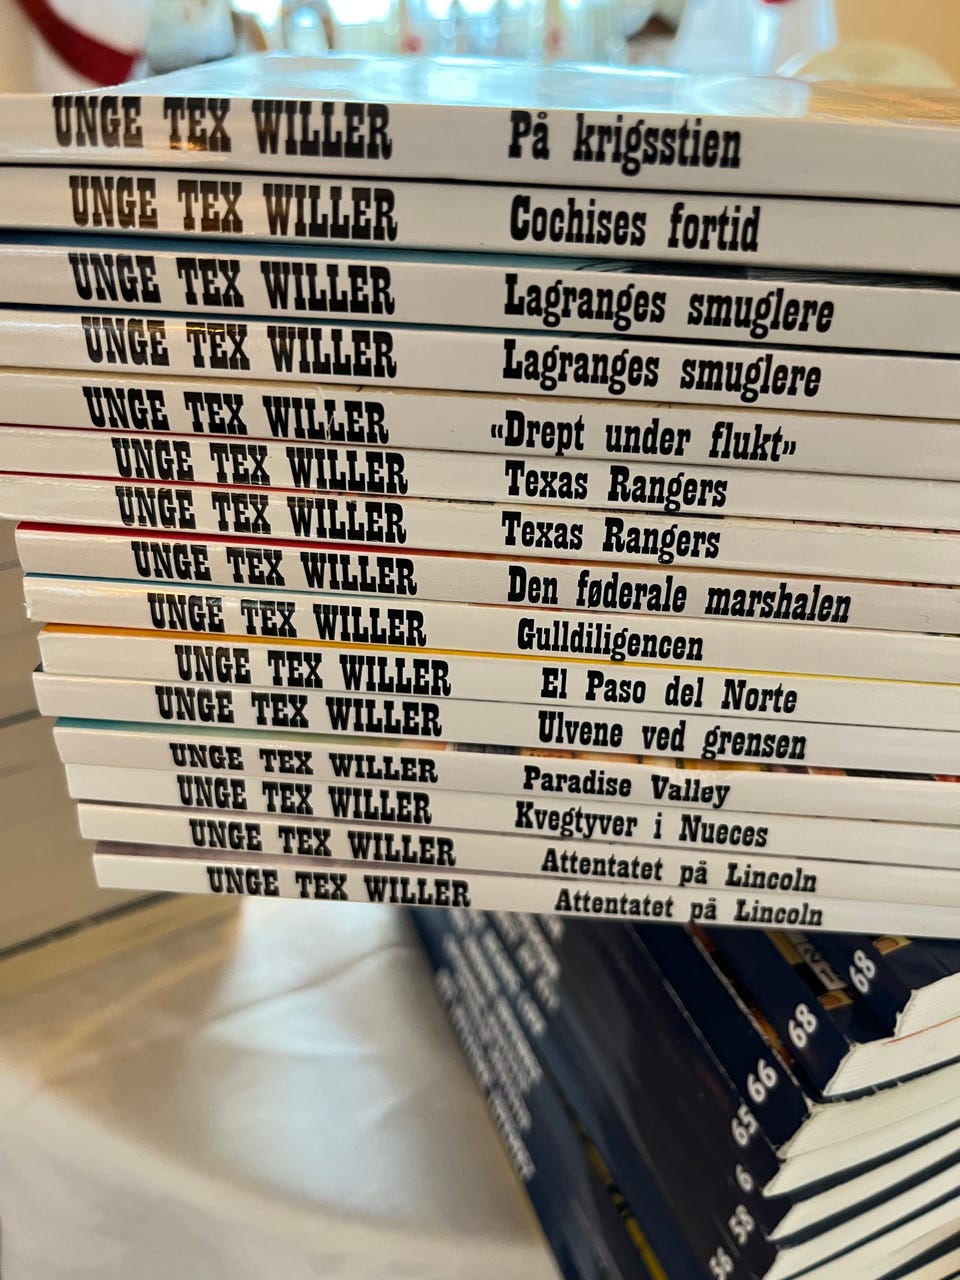 UNGE TEX WILLER På krigsstien
UNGE TEX WILLER Cochises fortid
UNGE TEX WILLER Lagranges smuglere
UNGE TEX WILLER Lagranges smuglere
UNGE TEX WILLER «Drept under flukt»
UNGE TEX WILLER Texas Rangers
UNGE TEX WILLER Texas Rangers
UNGE TEX WILLER Den føderale marshalen
UNGE TEX WILLER Gulldiligencen
UNGE TEX WILLER El Paso del Norte
UNGE TEX WILLER Ulvene ved grensen
UNGE TEX WILLER Paradise Valley
UNGE TEX WILLER Kvegtyver i Nueces
UNGE TEX WILLER Attentatet på Lincoln
UNGE TEX WILLER Attentatet på Lincoln
68
68
66
65
6
58
56